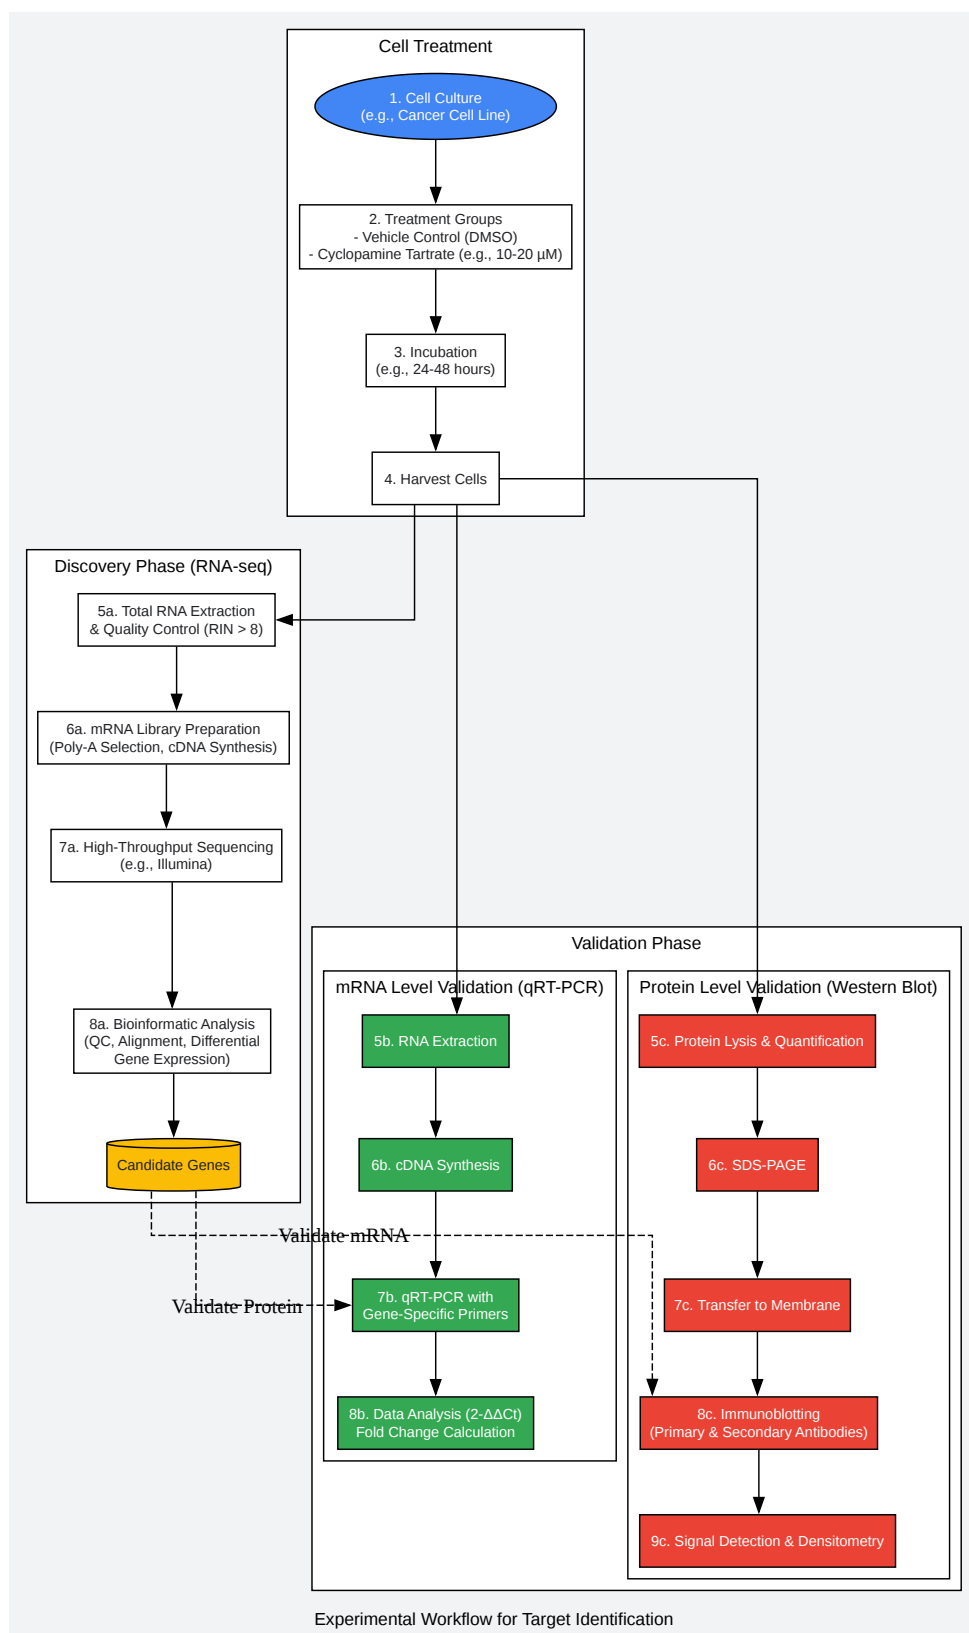 Cell Treatment
1. Cell Culture
(e.g., Cancer Cell Line)
2. Treatment Groups
- Vehicle Control (DMSO)
- Cyclopamine Tartrate (e.g., 10-20 µM)
3. Incubation
(e.g., 24-48 hours)
4. Harvest Cells
Discovery Phase (RNA-seq)
5a. Total RNA Extraction
& Quality Control (RIN > 8)
6a. mRNA Library Preparation
(Poly-A Selection, cDNA Synthesis)
7a. High-Throughput Sequencing
(e.g., Illumina)
8a. Bioinformatic Analysis
(QC, Alignment, Differential
Gene Expression)
Candidate Genes
Validate mRNA
Validate Protein
Validation Phase
mRNA Level Validation (qRT-PCR)
5b. RNA Extraction
6b. cDNA Synthesis
7b. qRT-PCR with
Gene-Specific Primers
8b. Data Analysis (2-ΔΔCt)
Fold Change Calculation
Protein Level Validation (Western Blot)
5c. Protein Lysis & Quantification
6c. SDS-PAGE
7c. Transfer to Membrane
8c. Immunoblotting
(Primary & Secondary Antibodies)
9c. Signal Detection & Densitometry
Experimental Workflow for Target Identification